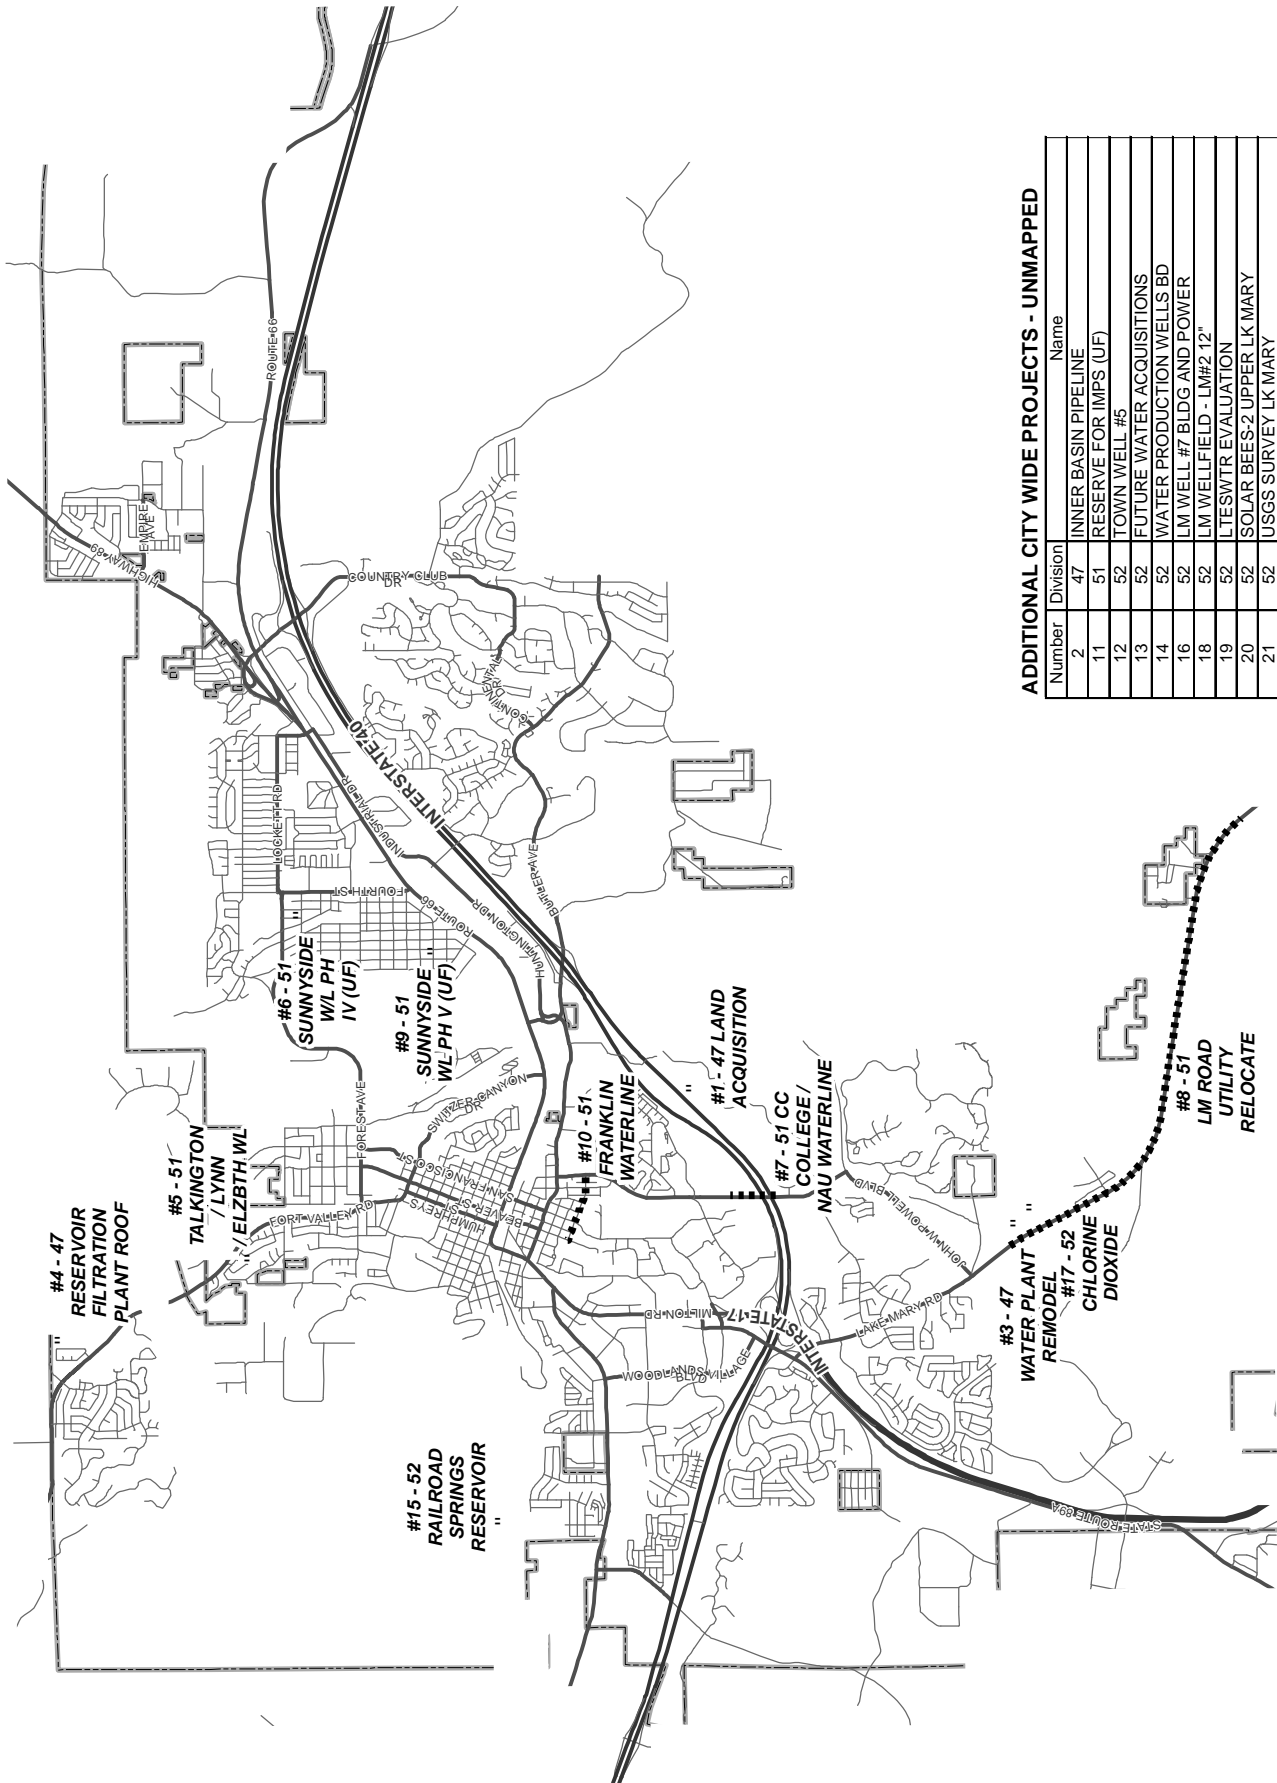 #4 - 47
RESERVOIR
FILTRATION
PLANT ROOF
#5 - 51
TALKINGTON
/ LYNN
/ ELZBTH WL
#6 - 51
SUNNYSIDE
W/L PH
IV (UF)
#9 - 51
SUNNYSIDE
WL PH V (UF)
#10 - 51
FRANKLIN
WATERLINE
#1 - 47 LAND
ACQUISITION
#7 - 51 CC
COLLEGE /
NAU WATERLINE
#15 - 52
RAILROAD
SPRINGS
RESERVOIR
#3 - 47
WATER PLANT
REMODEL
#17 - 52
CHLORINE
DIOXIDE
#8 - 51
LM ROAD
UTILITY
RELOCATE
HIGHWAY 89
EMPIRE
AVE
ROUTE 66
COUNTRY CLUB
DR
CONTINENTAL
DR
LOCKETT RD
INDUSTRIAL DR
INTERSTATE 40
FOURTH ST
ROUTE 66
HUNTINGTON DR
BUTLER AVE
FOREST AVE
SWITZER CANYON
DR
FORT VALLEY RD
SAN FRANCISCO ST
HUMPHREYS
BEAVER ST
MILTON RD
WOODLANDS VILLAGE
BLVD
INTERSTATE 17
JOHN W POWELL BLVD
LAKE MARY RD
STATE ROUTE 89A
ADDITIONAL CITY WIDE PROJECTS - UNMAPPED
Number Division Name
2 47 INNER BASIN PIPELINE
11 51 RESERVE FOR IMPS (UF)
12 52 TOWN WELL #5
13 52 FUTURE WATER ACQUISITIONS
14 52 WATER PRODUCTION WELLS BD
16 52 LM WELL #7 BLDG AND POWER
18 52 LM WELLFIELD - LM#2 12"
19 52 LTESWTR EVALUATION
20 52 SOLAR BEES-2 UPPER LK MARY
21 52 USGS SURVEY LK MARY